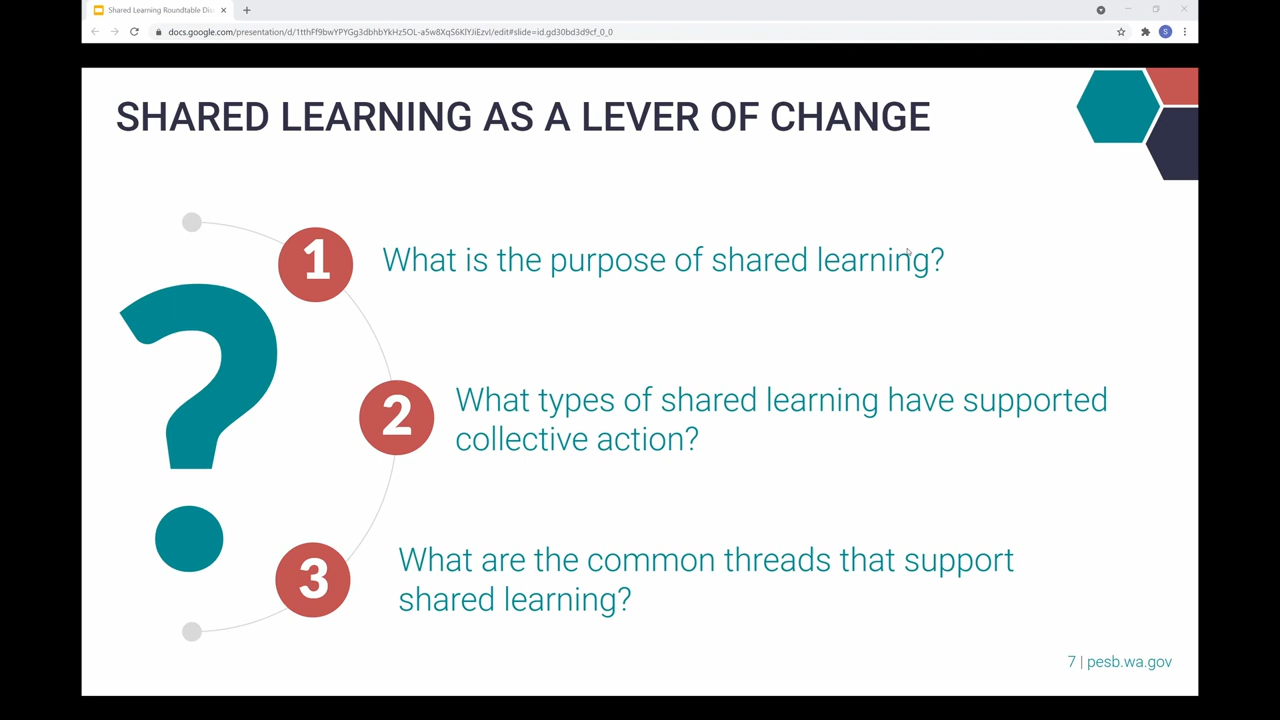 Shared Learning Roundtable Dis
docs.google.com/presentation/d/1tthFf9bwYPYGg3dbhbYkHz5OL-a5w8XqS6KlYJiEzvI/edit#slide=id.gd30bd3d9cf_0_0
S
SHARED LEARNING AS A LEVER OF CHANGE
?
1
What is the purpose of shared learning?
2
What types of shared learning have supported
collective action?
3
What are the common threads that support
shared learning?
7 | pesb.wa.gov